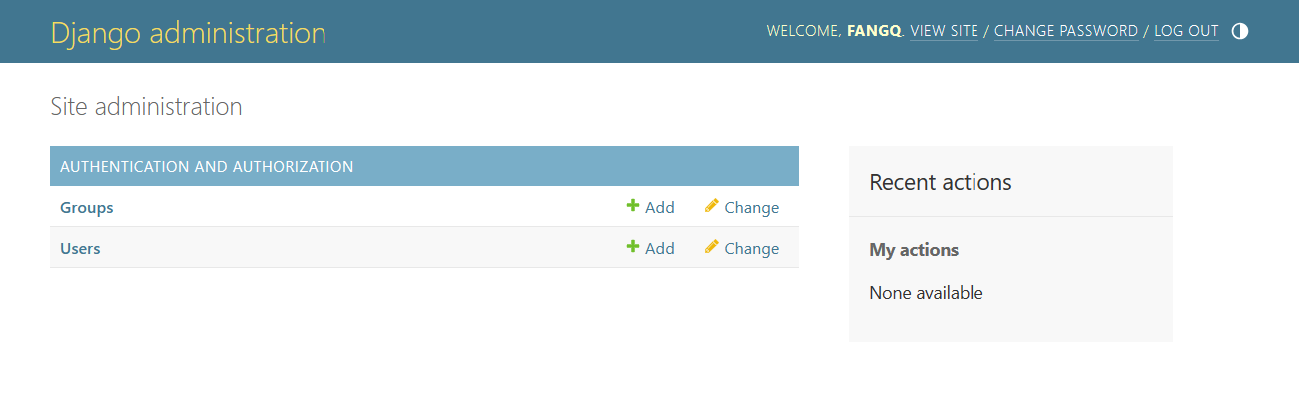 Django administration
WELCOME, FANGQ. VIEW SITE / CHANGE PASSWORD / LOG OUT
Site administration
AUTHENTICATION AND AUTHORIZATION
Groups Add Change
Users Add Change
Recent actions
My actions
None available